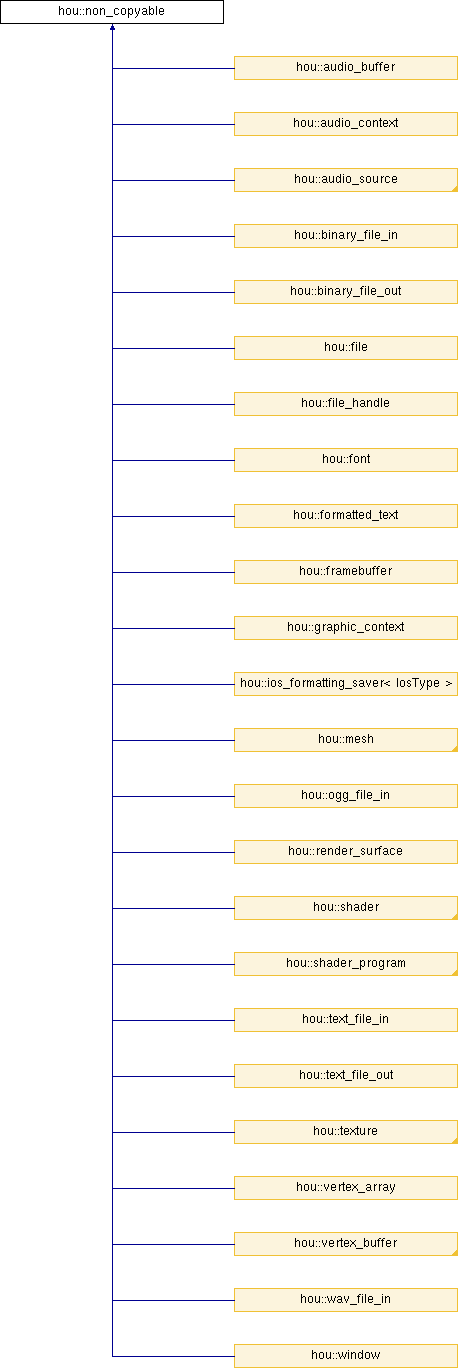 hou::non_copyable
hou::audio_buffer
hou::audio_context
hou::audio_source
hou::binary_file_in
hou::binary_file_out
hou::file
hou::file_handle
hou::font
hou::formatted_text
hou::framebuffer
hou::graphic_context
hou::ios_formatting_saver< IosType >
hou::mesh
hou::ogg_file_in
hou::render_surface
hou::shader
hou::shader_program
hou::text_file_in
hou::text_file_out
hou::texture
hou::vertex_array
hou::vertex_buffer
hou::wav_file_in
hou::window